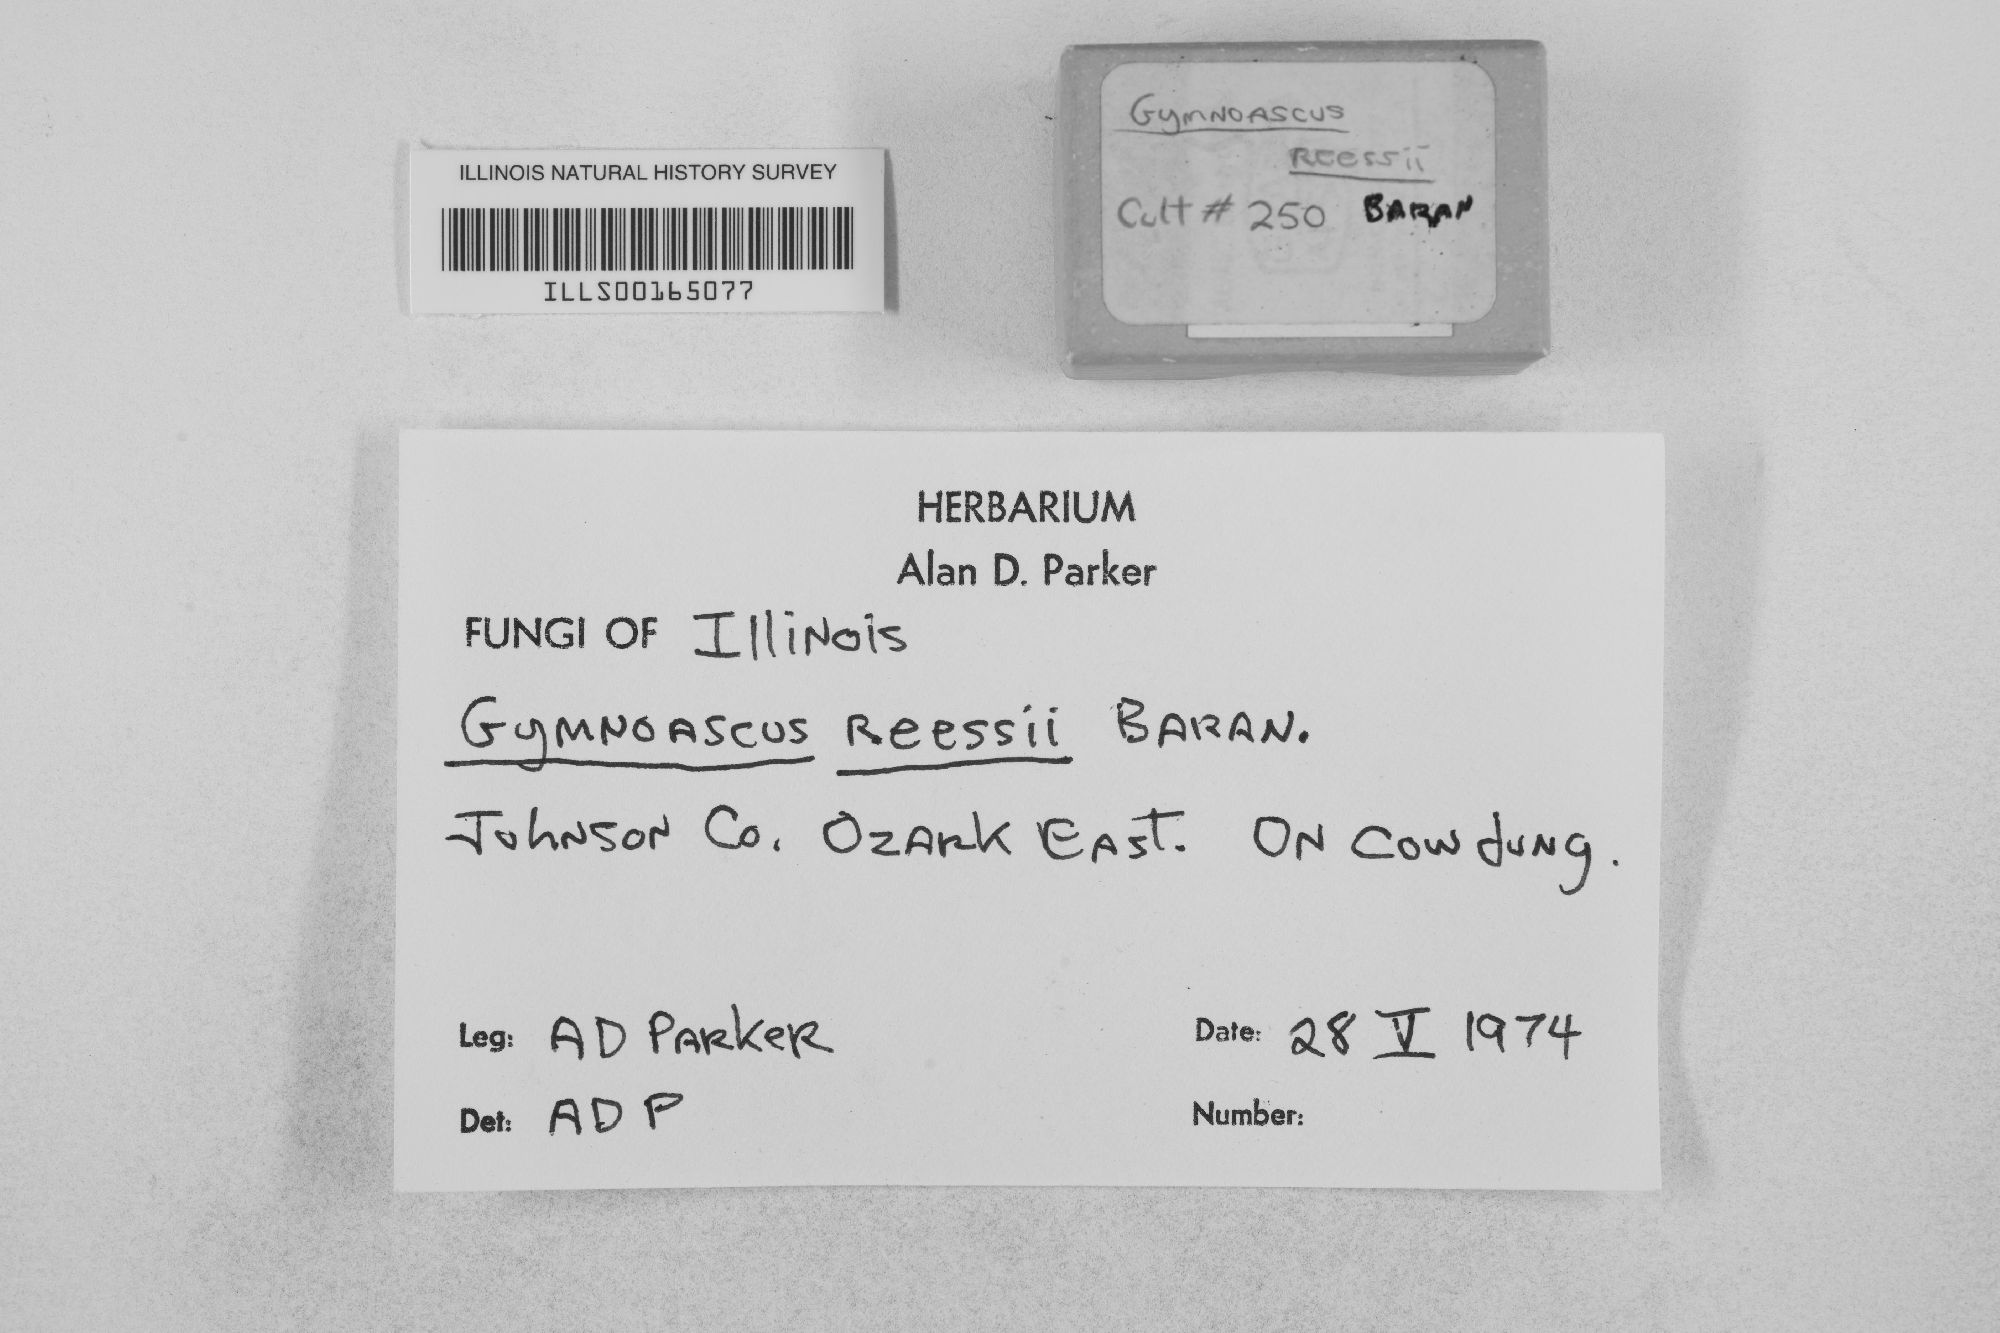 ILLINOIS NATURAL HISTORY SURVEY
ILLS00165077
GYMNOASCUS
REESSII
Cult # 250 BARAN
HERBARIUM
Alan D. Parker
FUNGI OF Illinois
GYMNOASCUS REESSII BARAN.
Johnson Co. Ozark East. On cow dung.
Leg: AD PARKER
Date: 28 V 1974
Det: ADP
Number: